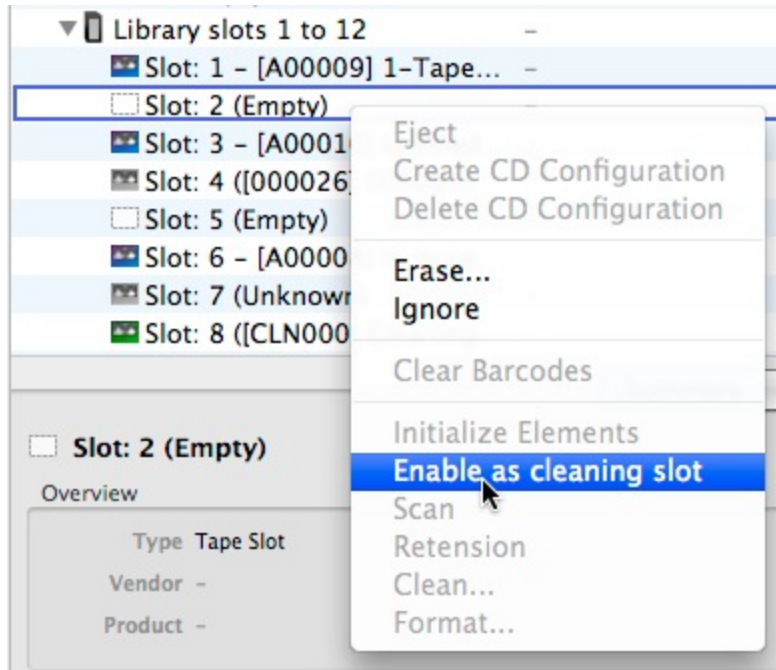 Library slots 1 to 12 –
Slot: 1 – [A00009] 1–Tape... –
Slot: 2 (Empty)
Slot: 3 – [A0001
Slot: 4 ([000026]
Slot: 5 (Empty)
Slot: 6 – [A0000
Slot: 7 (Unknown
Slot: 8 ([CLN000
Eject
Create CD Configuration
Delete CD Configuration
Erase...
Ignore
Clear Barcodes
Initialize Elements
Enable as cleaning slot
Scan
Retension
Clean...
Format...
Slot: 2 (Empty)
Overview
Type Tape Slot
Vendor –
Product –